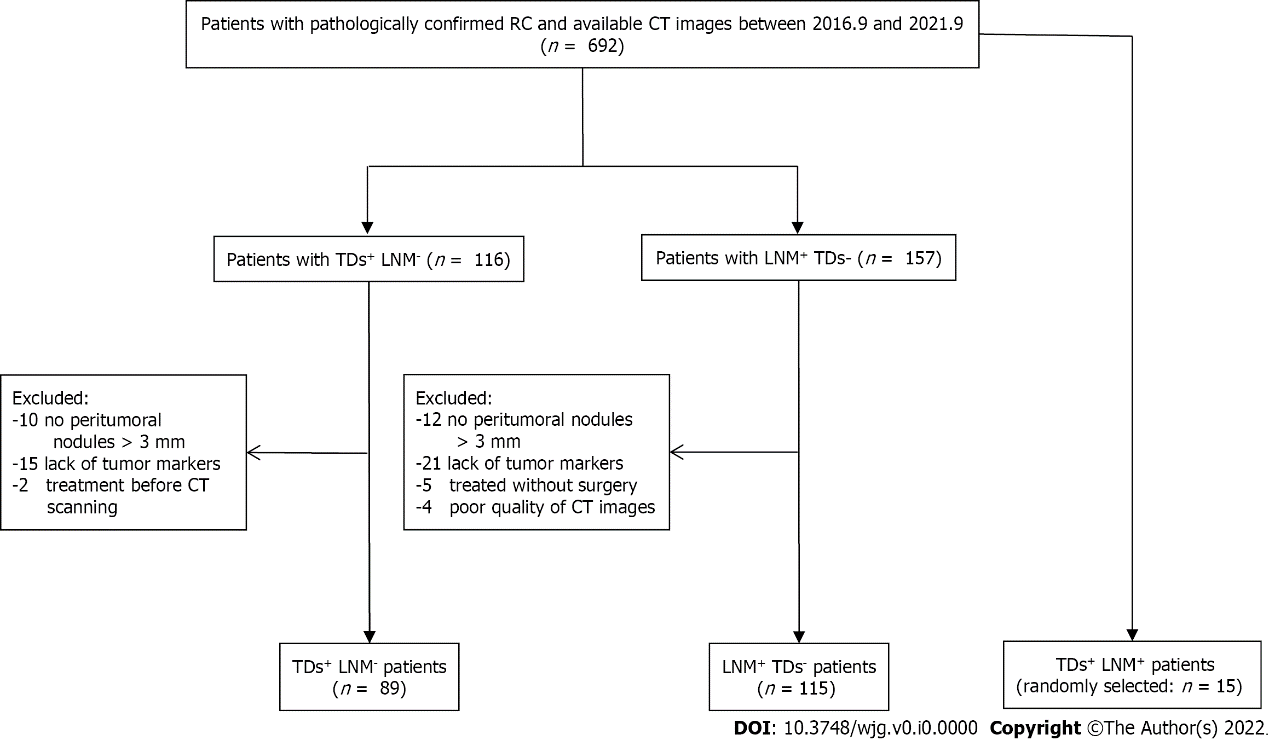 Patients with pathologically confirmed RC and available CT images between 2016.9 and 2021.9
(n = 692)
Patients with TDs⁺ LNM⁻ (n = 116)
Patients with LNM⁺ TDs- (n = 157)
Excluded:
-10 no peritumoral
nodules > 3 mm
-15 lack of tumor markers
-2 treatment before CT
scanning
Excluded:
-12 no peritumoral nodules
> 3 mm
-21 lack of tumor markers
-5 treated without surgery
-4 poor quality of CT images
TDs⁺ LNM⁻ patients
(n = 89)
LNM⁺ TDs⁻ patients
(n = 115)
TDs⁺ LNM⁺ patients
(randomly selected: n = 15)
DOI: 10.3748/wjg.v0.i0.0000 Copyright ©The Author(s) 2022.